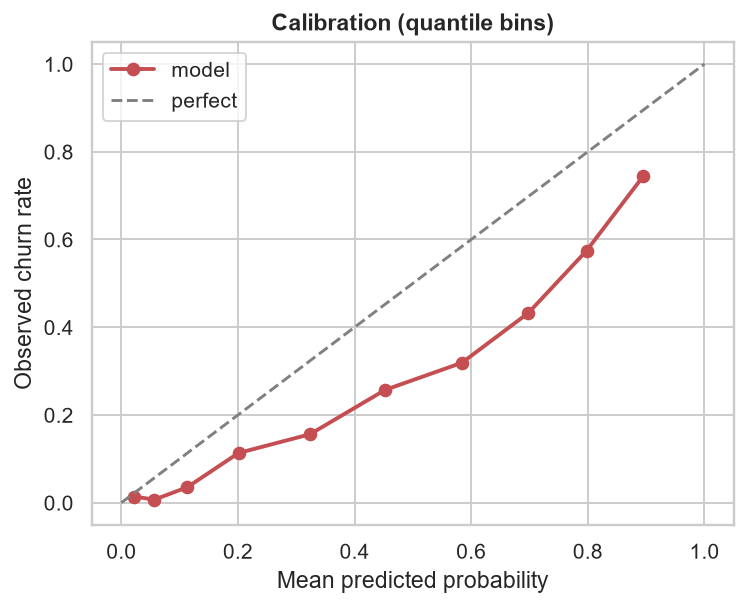 Calibration (quantile bins)
model
perfect
1.0
0.8
0.6
0.4
0.2
0.0
Observed churn rate
0.0 0.2 0.4 0.6 0.8 1.0
Mean predicted probability